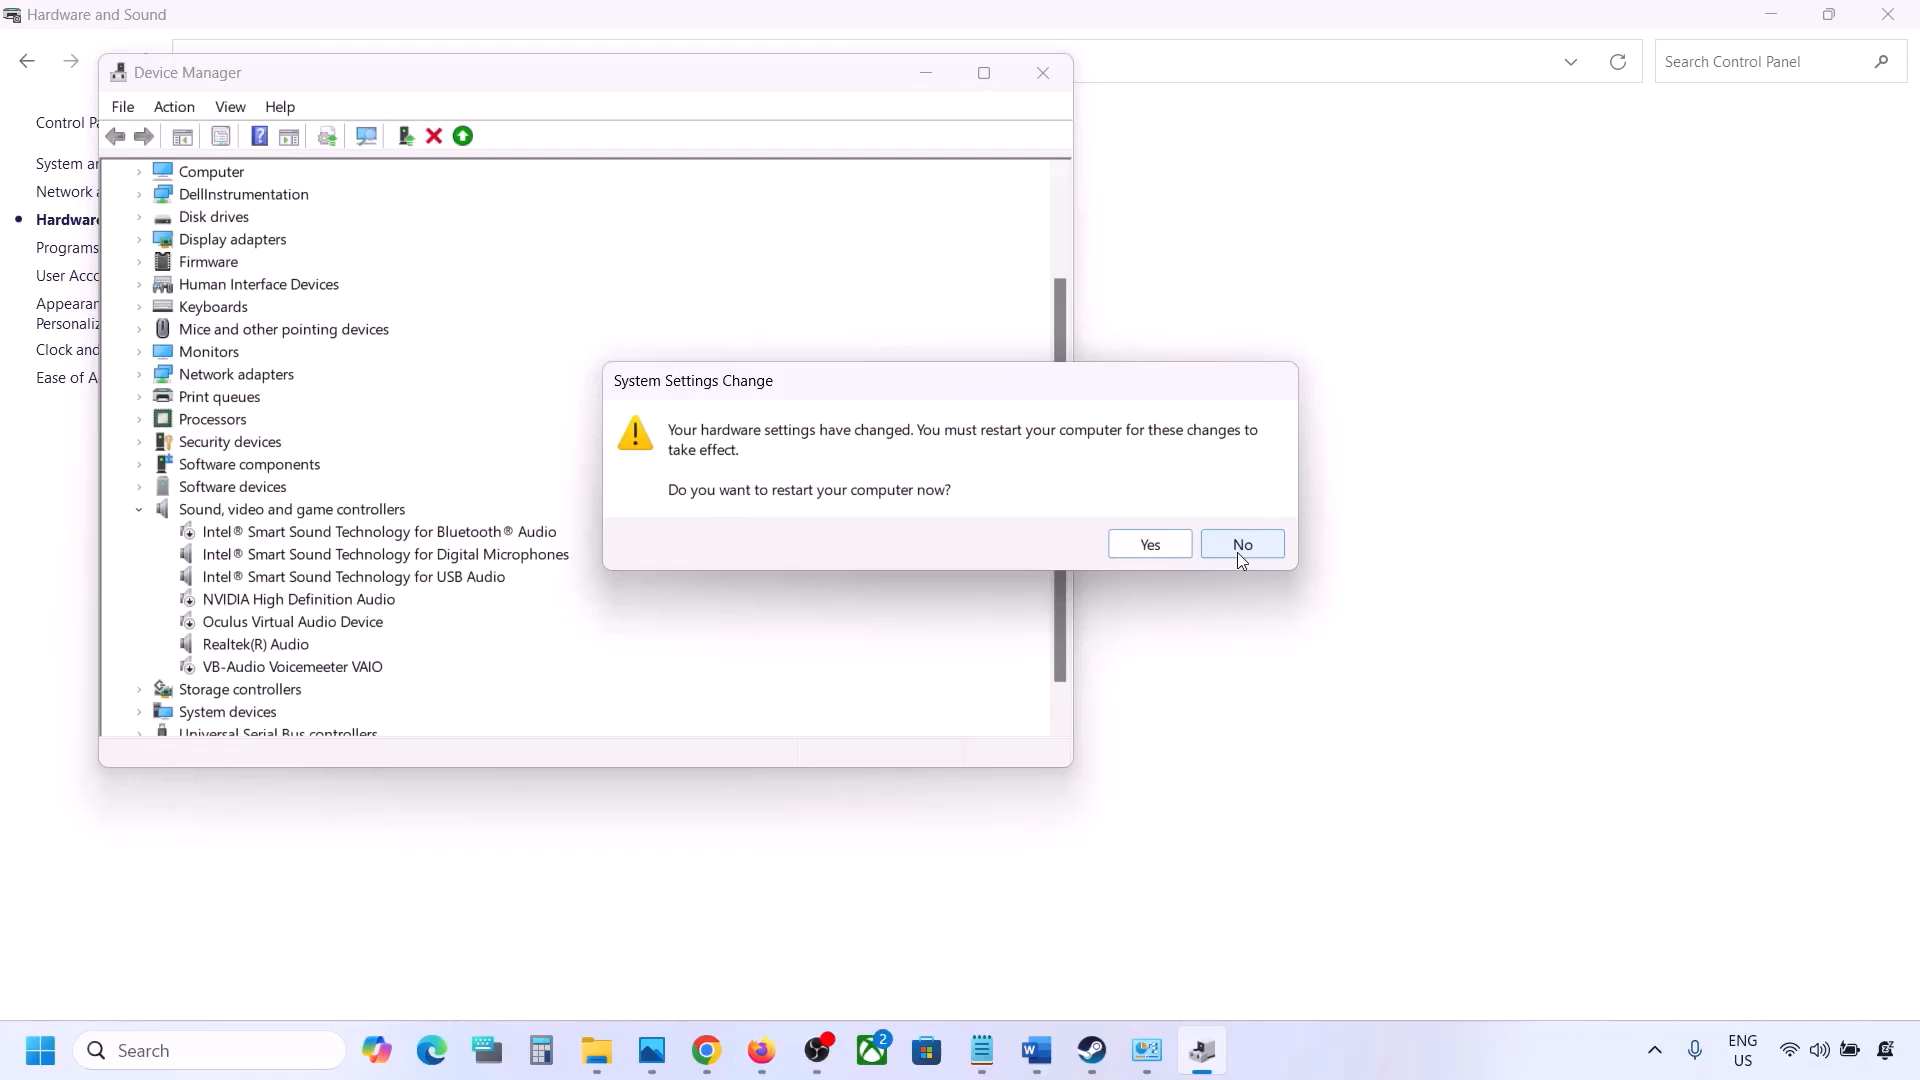 Hardware and Sound
Search Control Panel
Device Manager
File Action View Help
Control Pa
System ar
Network a
Hardware
Programs
User Acco
Appearan
Personaliz
Clock and
Ease of A
Computer
DellInstrumentation
Disk drives
Display adapters
Firmware
Human Interface Devices
Keyboards
Mice and other pointing devices
Monitors
Network adapters
Print queues
Processors
Security devices
Software components
Software devices
Sound, video and game controllers
Intel® Smart Sound Technology for Bluetooth® Audio
Intel® Smart Sound Technology for Digital Microphones
Intel® Smart Sound Technology for USB Audio
NVIDIA High Definition Audio
Oculus Virtual Audio Device
Realtek(R) Audio
VB-Audio Voicemeeter VAIO
Storage controllers
System devices
Universal Serial Bus controllers
System Settings Change
Your hardware settings have changed. You must restart your computer for these changes to
take effect.
Do you want to restart your computer now?
Yes No
Search
2
ENG
US